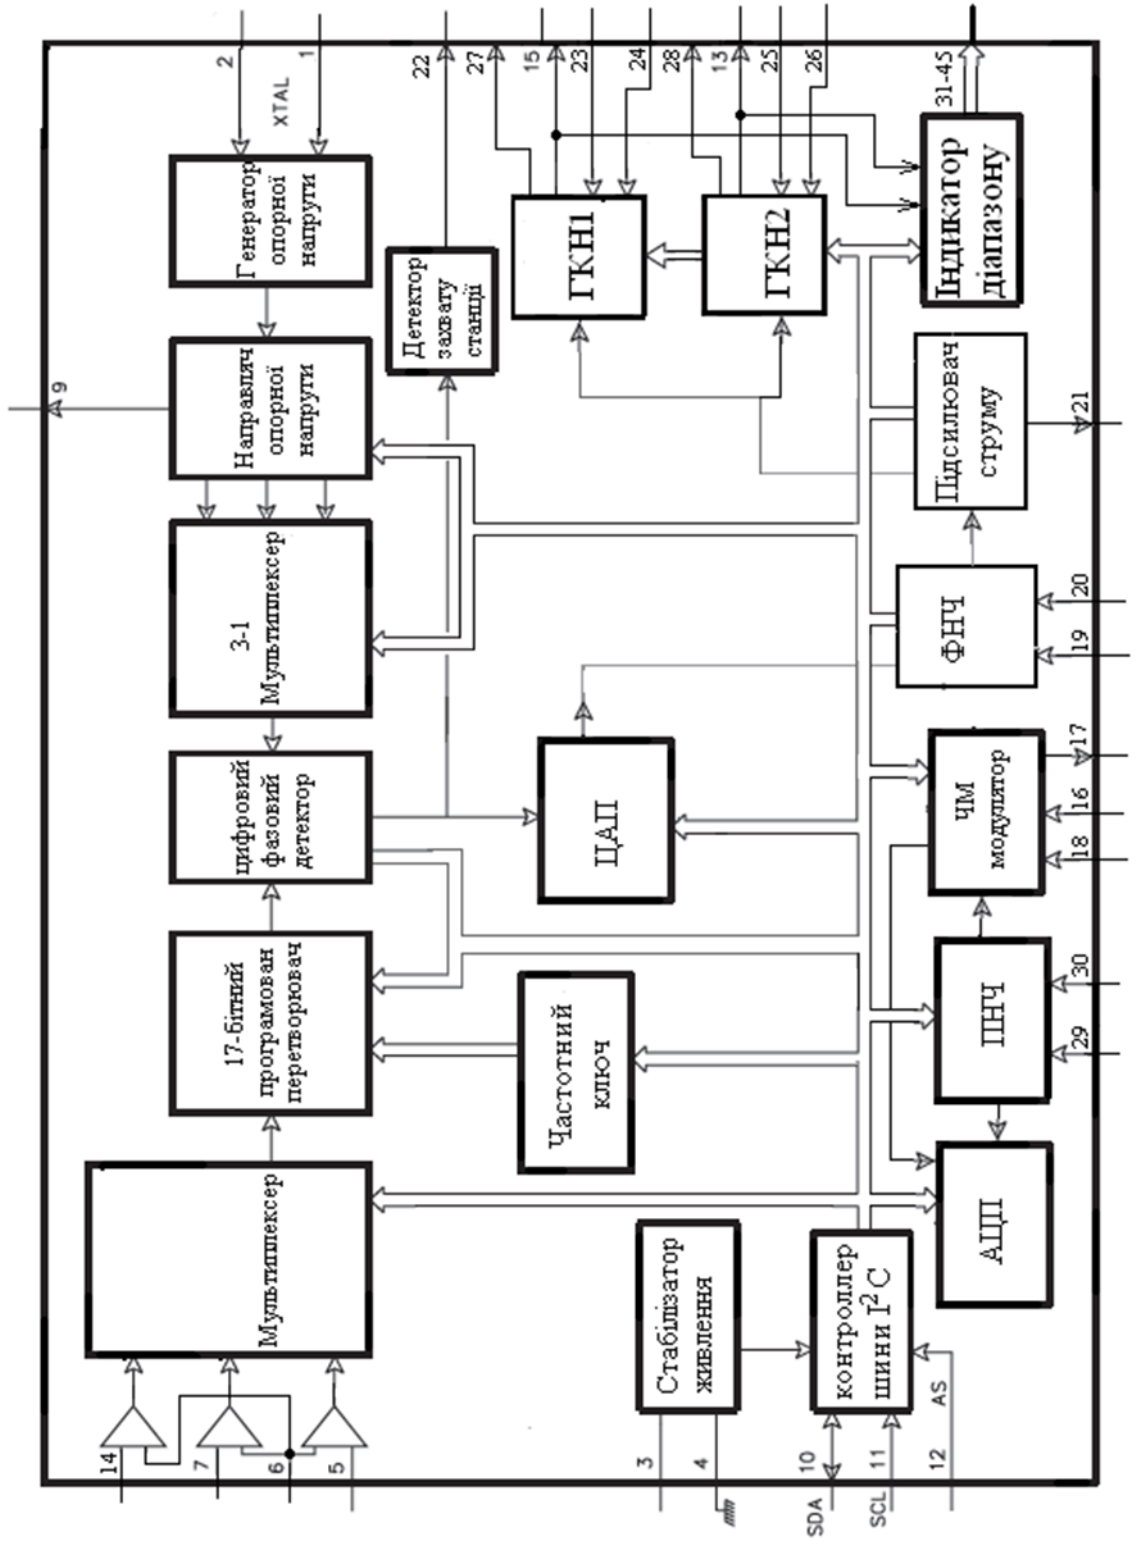 9
14
7
6
5
Мультиплексер
17-бітний
програмован
перетворювач
цифровий
фазовий
детектор
3-1
Мультиплексер
Направляч
опорної
напруги
Генератор
опорної
напруги
2
XTAL
1
Детектор
захвату
станції
22
Частотний
ключ
ЦАП
ГКН1
27
15
23
24
3
4
Стабілізатор
живлення
ГКН2
28
13
25
26
SDA
10
SCL
11
12
AS
контроллер
шини I²C
АЦП
ПНЧ
ЧМ
модулятор
ФНЧ
Підсилювач
струму
Індикатор
діапазону
31-45
29
30
18
16
17
19
20
21